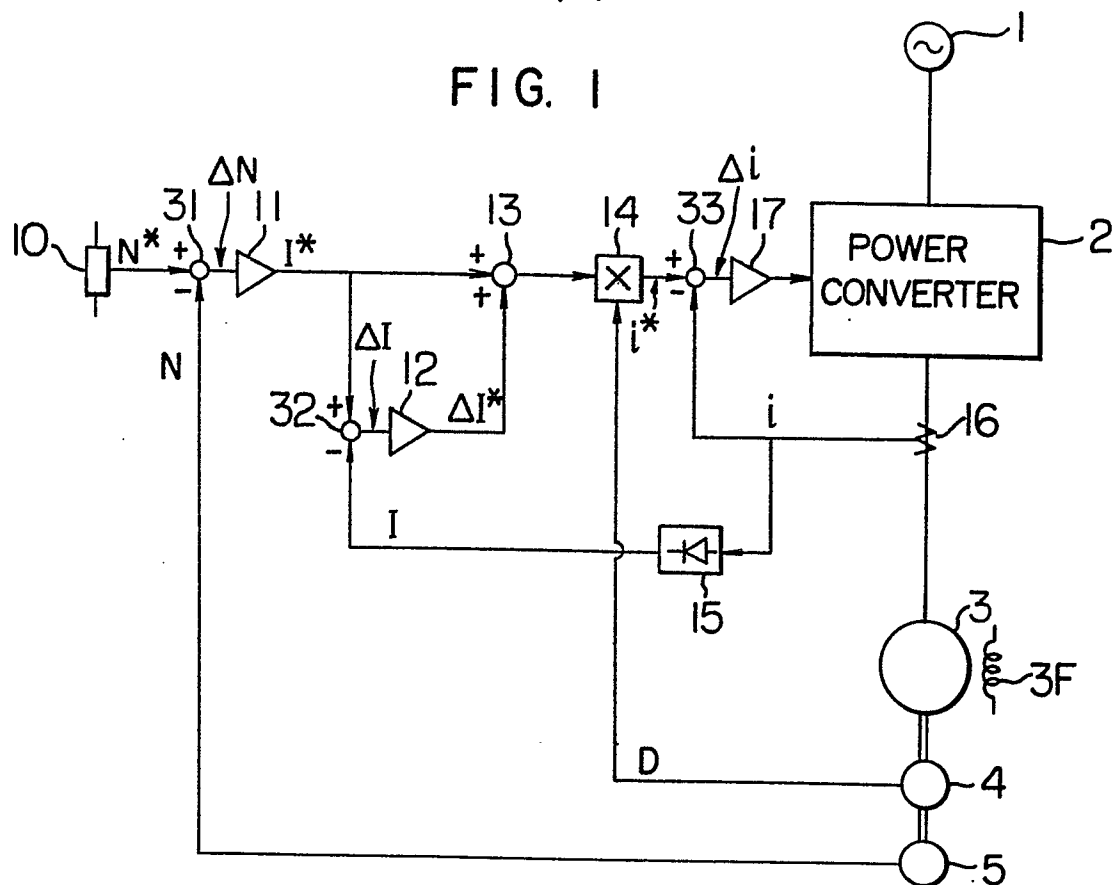 1
FIG. 1
ΔN
Δi
31
11
13
14
33
17
10
N*
+
I*
+
+
2
-
+
-
i*
POWER
CONVERTER
N
ΔI
12
ΔI*
32
+
-
i
16
I
15
3
3F
D
4
5